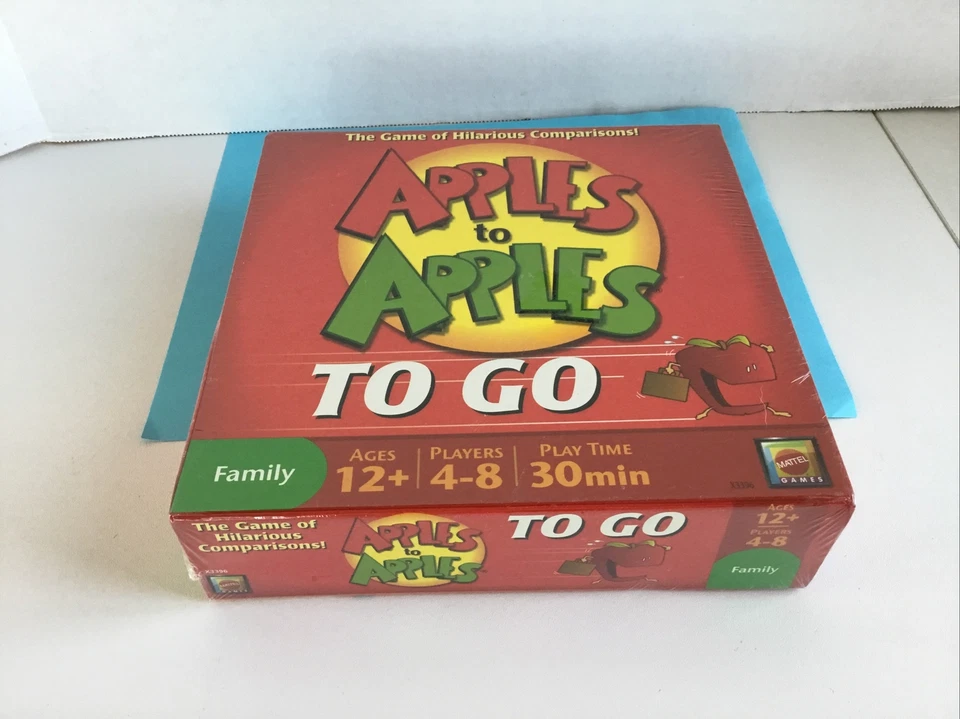 The Game of Hilarious Comparisons!
APPLES
to
APPLES
TO GO
Family
AGES
12+
PLAYERS
4-8
PLAY TIME
30min
MATTEL
GAMES
The Game of
Hilarious
Comparisons!
APPLES
to
APPLES
TO GO
AGES
12+
PLAYERS
4-8
Family
MATTEL